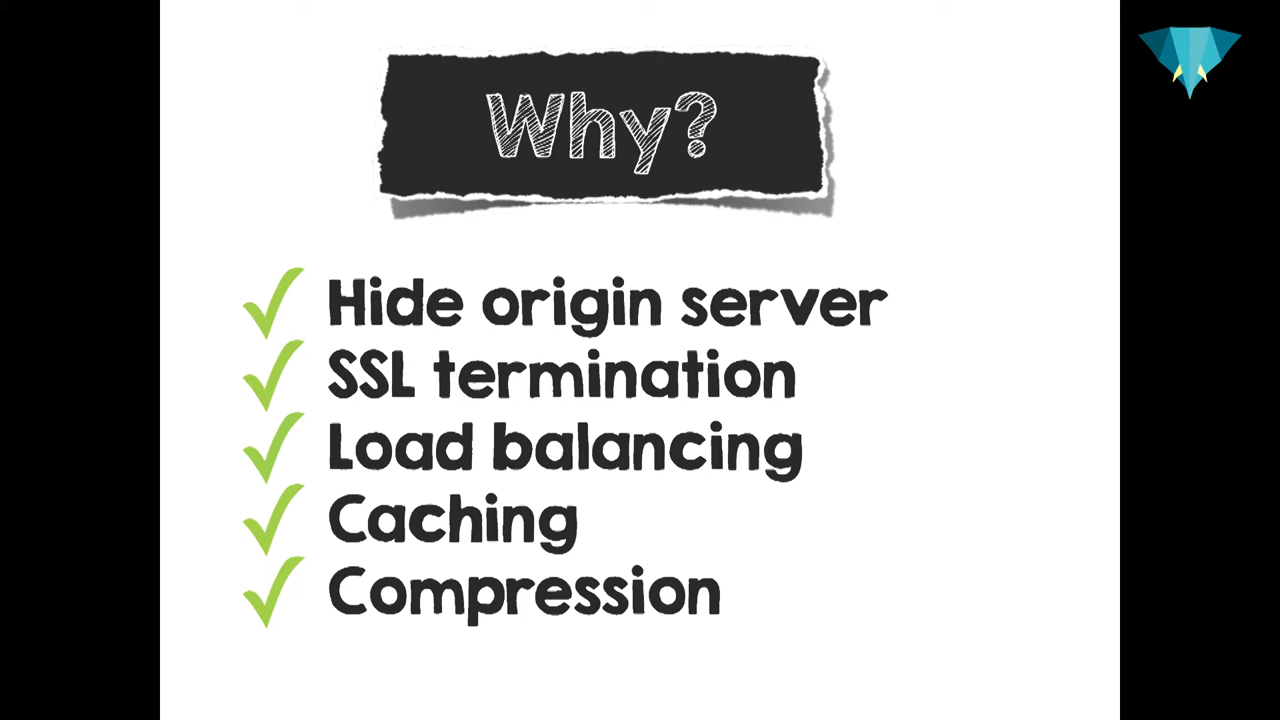 Why?
Hide origin server
SSL termination
Load balancing
Caching
Compression